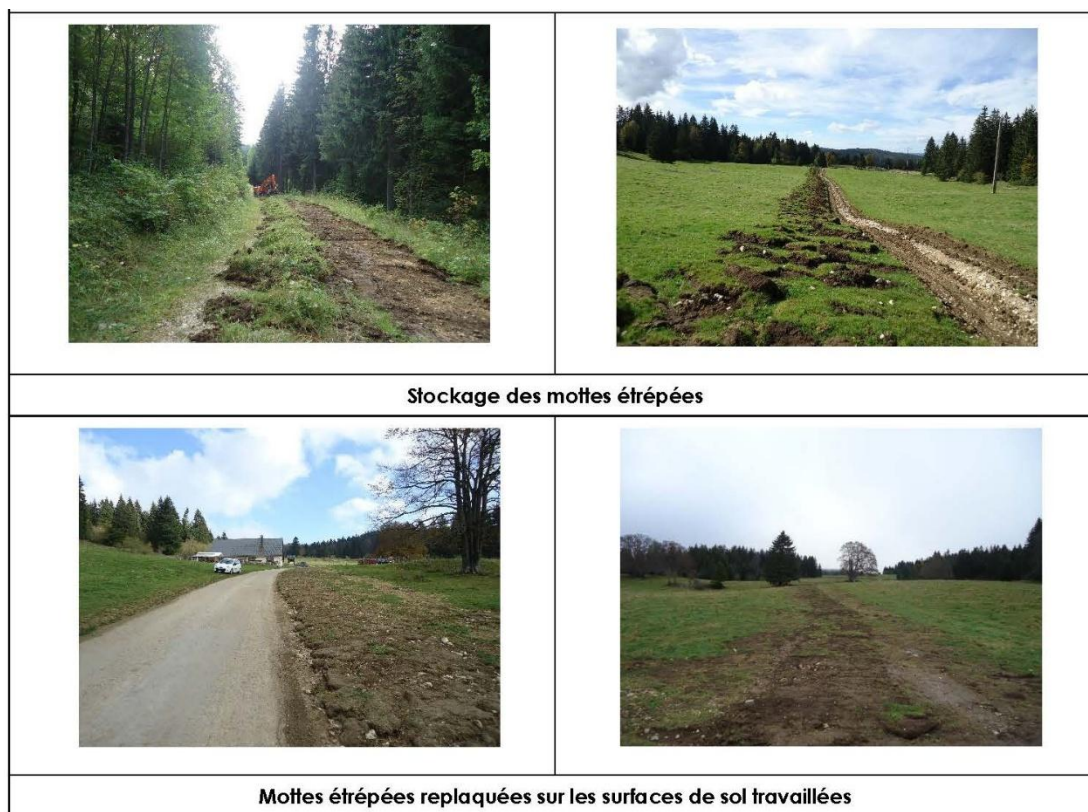 Stockage des mottes étrépées
Mottes étrépées replaquées sur les surfaces de sol travaillées